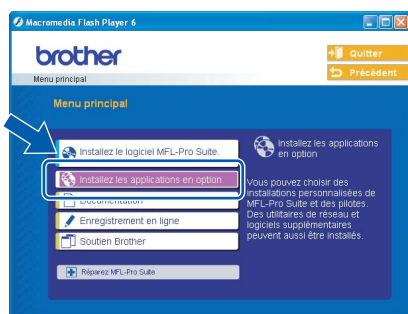 Macromedia Flash Player 6
brother
Quitter
Précédent
Menu principal
Menu principal
Installez le logiciel MFL-Pro Suite.
Installez les applications en option
Documentation
Enregistrement en ligne
Soutien Brother
Réparez MFL-Pro Suite
Installez les applications
en option
Vous pouvez choisir des
installations personnalisées de
MFL-Pro Suite et des pilotes.
Des utilitaires de réseau et
logiciels supplémentaires
peuvent aussi être installés.